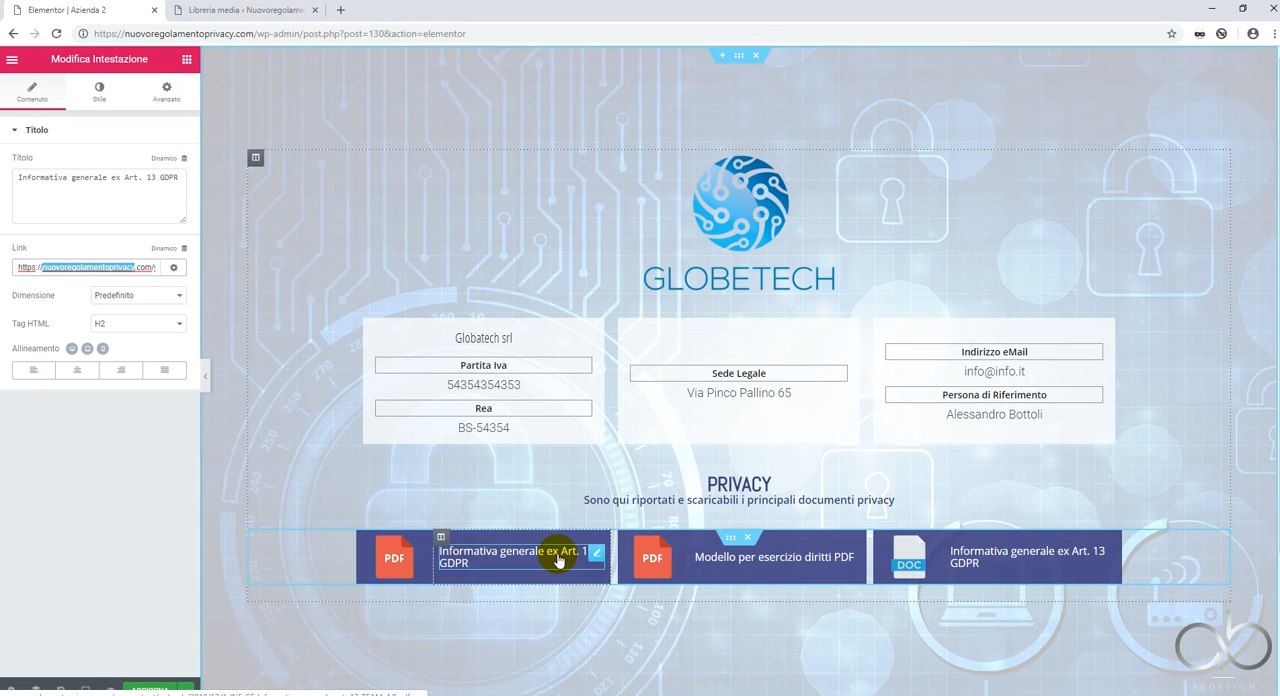 Elementor | Azienda 2
Libreria media ‹ Nuovoregolame
https://nuovoregolamentoprivacy.com/wp-admin/post.php?post=130&action=elementor
Modifica Intestazione
Contenuto
Stile
Avanzato
Titolo
Titolo
Dinamico
Informativa generale ex Art. 13 GDPR
Link
Dinamico
https://nuovoregolamentoprivacy.com/
Dimensione
Predefinito
Tag HTML
H2
Allineamento
GLOBETECH
Globatech srl
Partita Iva
54354354353
Rea
BS-54354
Sede Legale
Via Pinco Pallino 65
Indirizzo eMail
info@info.it
Persona di Riferimento
Alessandro Bottoli
PRIVACY
Sono qui riportati e scaricabili i principali documenti privacy
PDF
Informativa generale ex Art. 1
GDPR
PDF
Modello per esercizio diritti PDF
DOC
Informativa generale ex Art. 13
GDPR
ABDESIGN